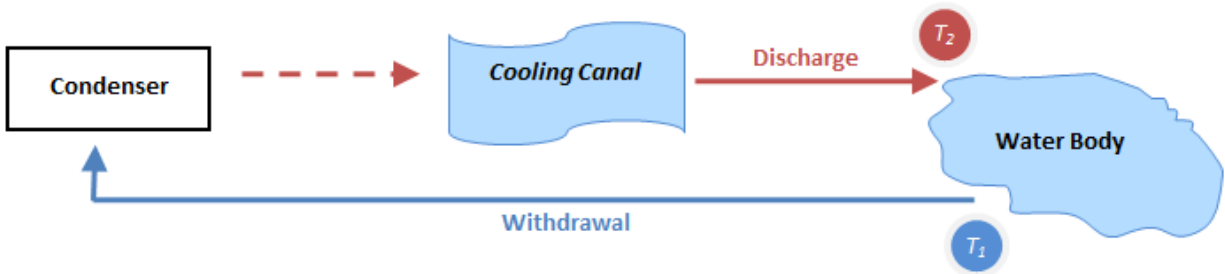 T2
Discharge
Cooling Canal
Condenser
Water Body
Withdrawal
T1